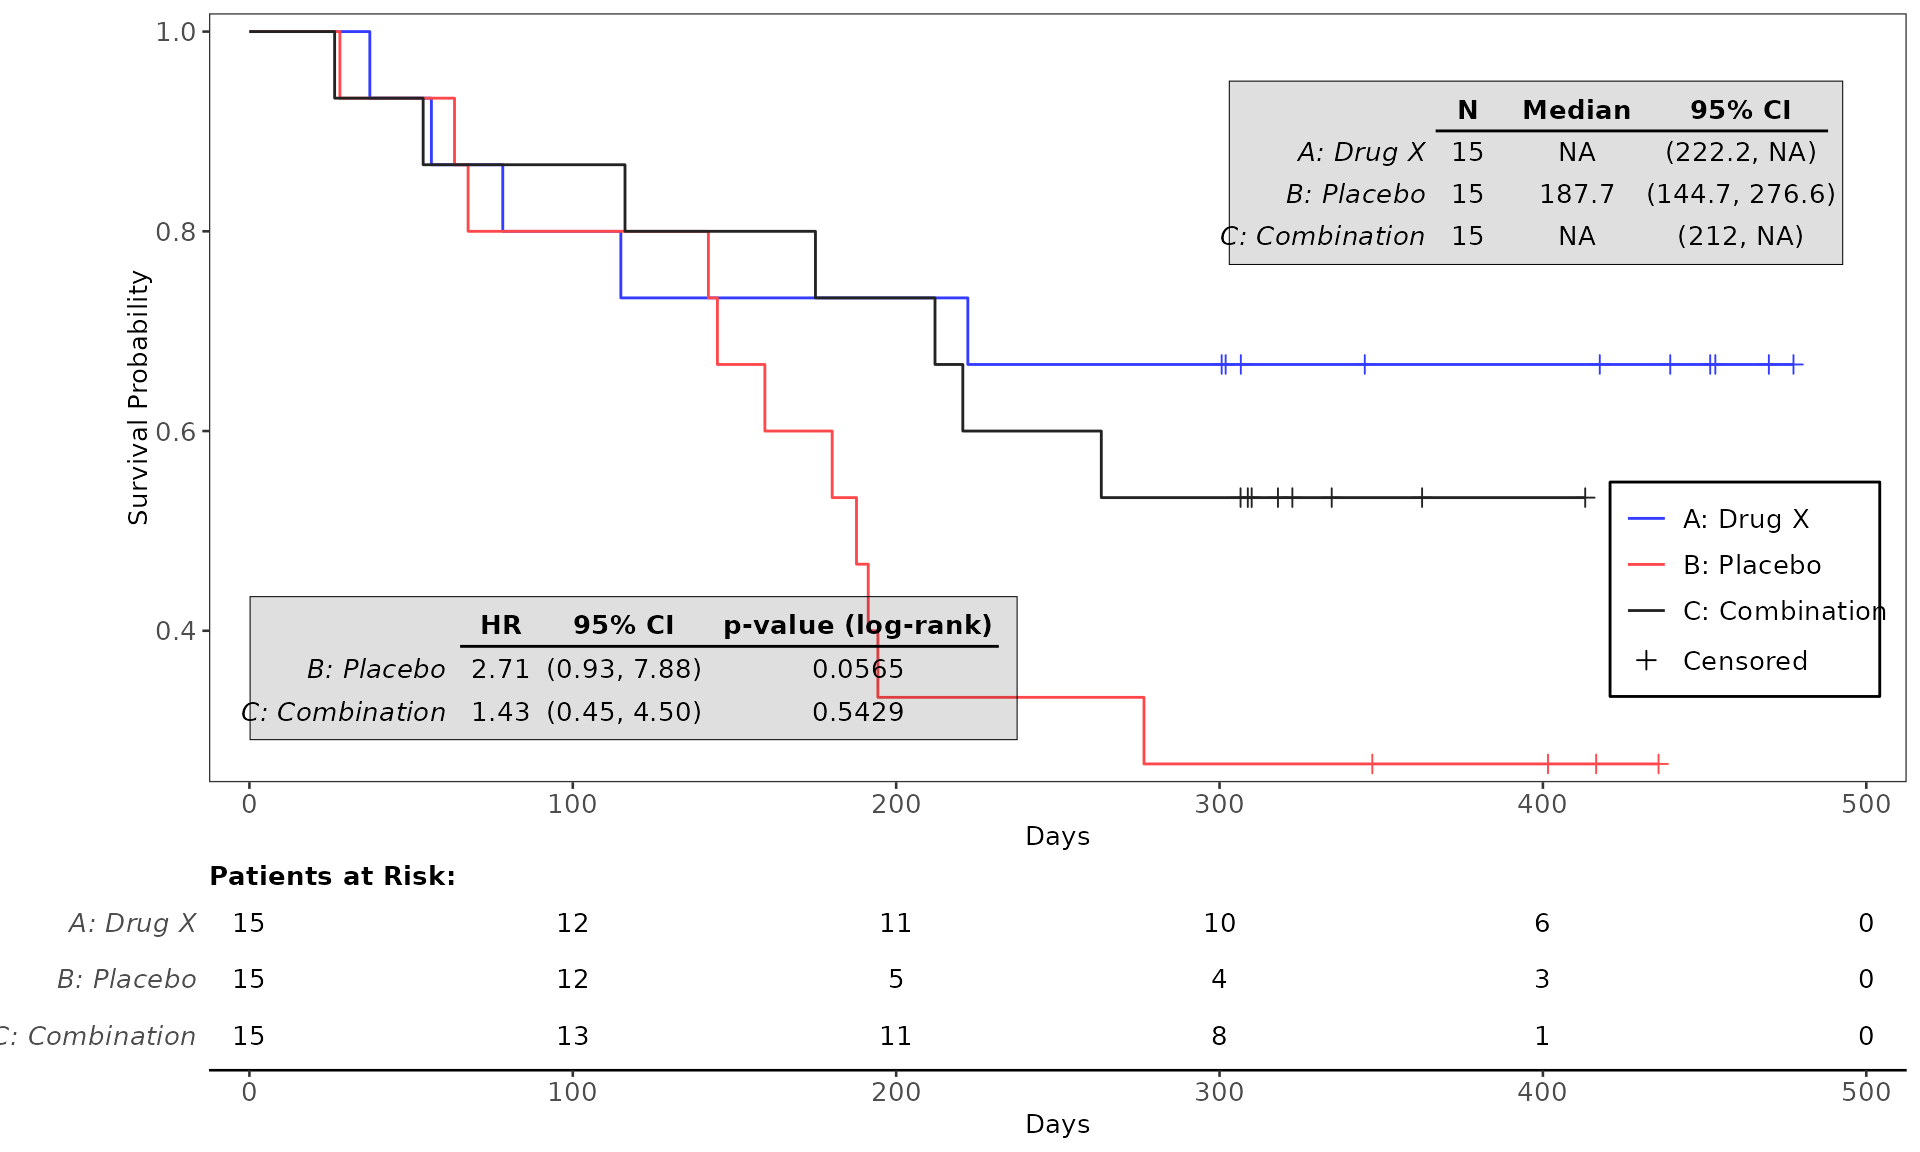 1.0
0.8
0.6
0.4
Survival Probability
N Median 95% CI
A: Drug X 15 NA (222.2, NA)
B: Placebo 15 187.7 (144.7, 276.6)
C: Combination 15 NA (212, NA)
A: Drug X
B: Placebo
C: Combination
Censored
HR 95% CI p-value (log-rank)
B: Placebo 2.71 (0.93, 7.88) 0.0565
C: Combination 1.43 (0.45, 4.50) 0.5429
0 100 200 300 400 500
Days
Patients at Risk:
A: Drug X 15 12 11 10 6 0
B: Placebo 15 12 5 4 3 0
C: Combination 15 13 11 8 1 0
0 100 200 300 400 500
Days